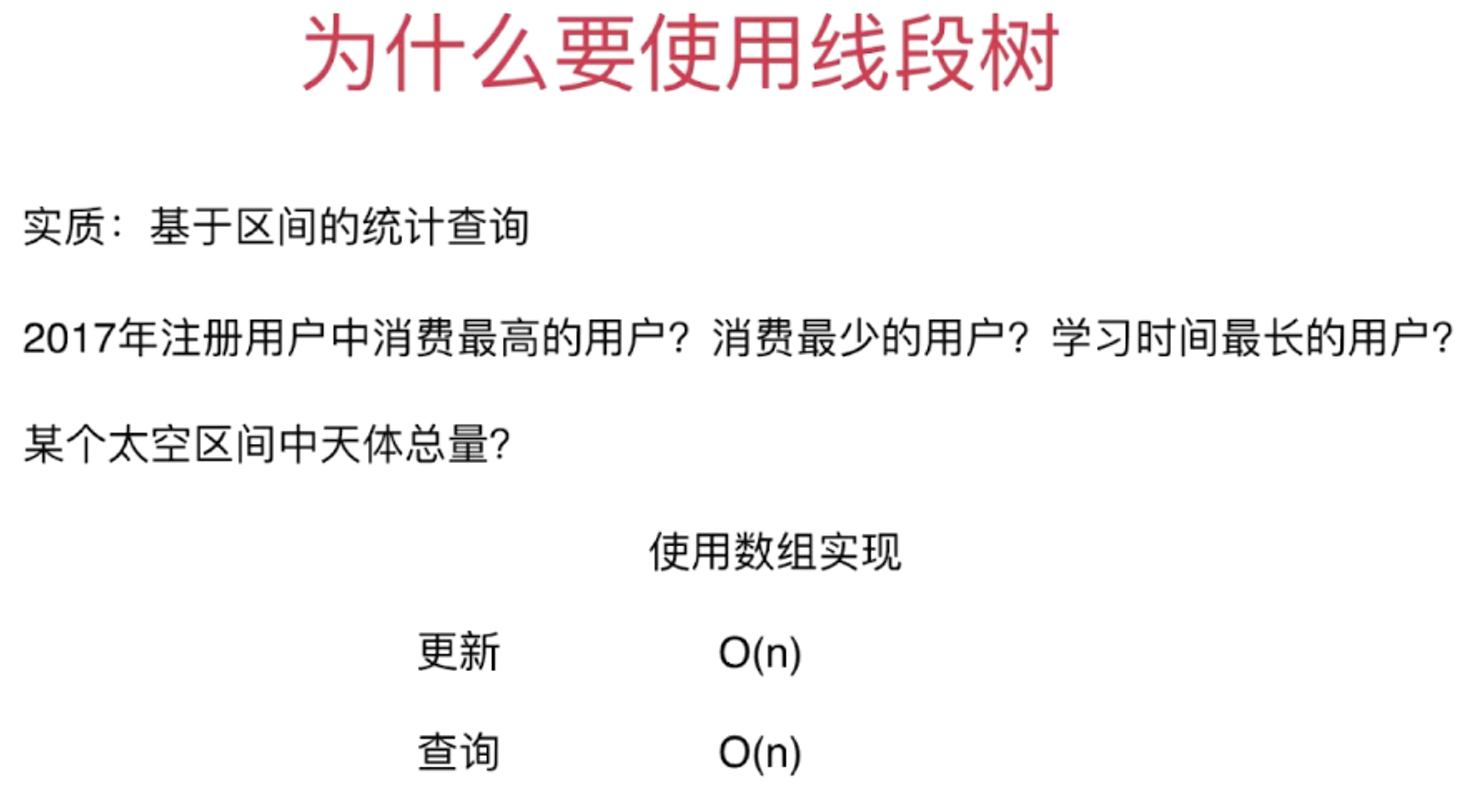 为什么要使用线段树
实质：基于区间的统计查询
2017年注册用户中消费最高的用户？消费最少的用户？学习时间最长的用户？
某个太空区间中天体总量？
使用数组实现
更新 O(n)
查询 O(n)